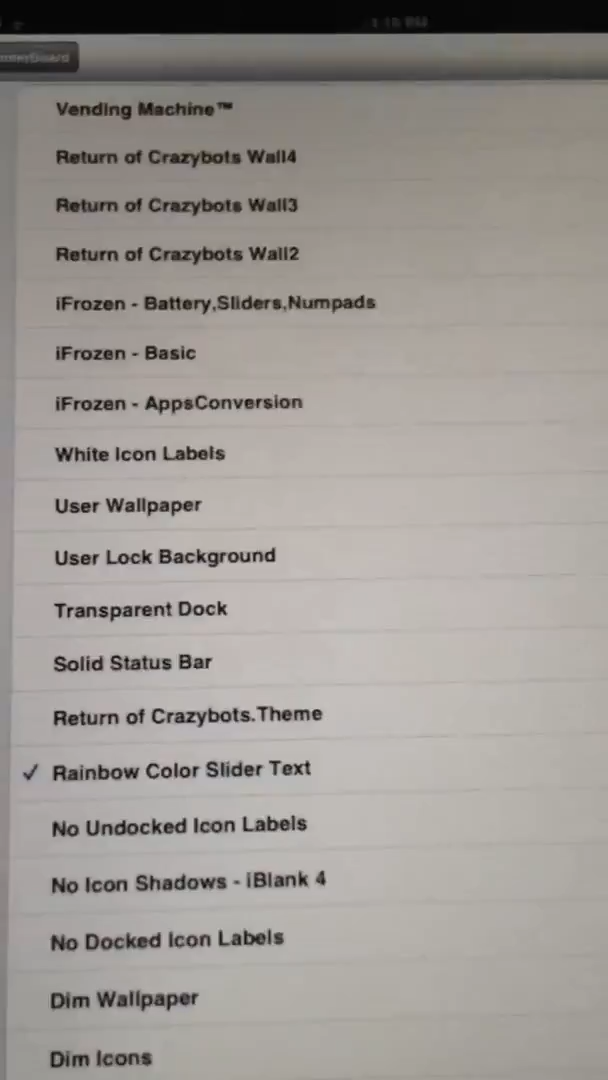 Vending Machine™
Return of Crazybots Wall4
Return of Crazybots Wall3
Return of Crazybots Wall2
iFrozen - Battery,Sliders,Numpads
iFrozen - Basic
iFrozen - AppsConversion
White Icon Labels
User Wallpaper
User Lock Background
Transparent Dock
Solid Status Bar
Return of Crazybots.Theme
✓ Rainbow Color Slider Text
No Undocked Icon Labels
No Icon Shadows - iBlank 4
No Docked Icon Labels
Dim Wallpaper
Dim Icons